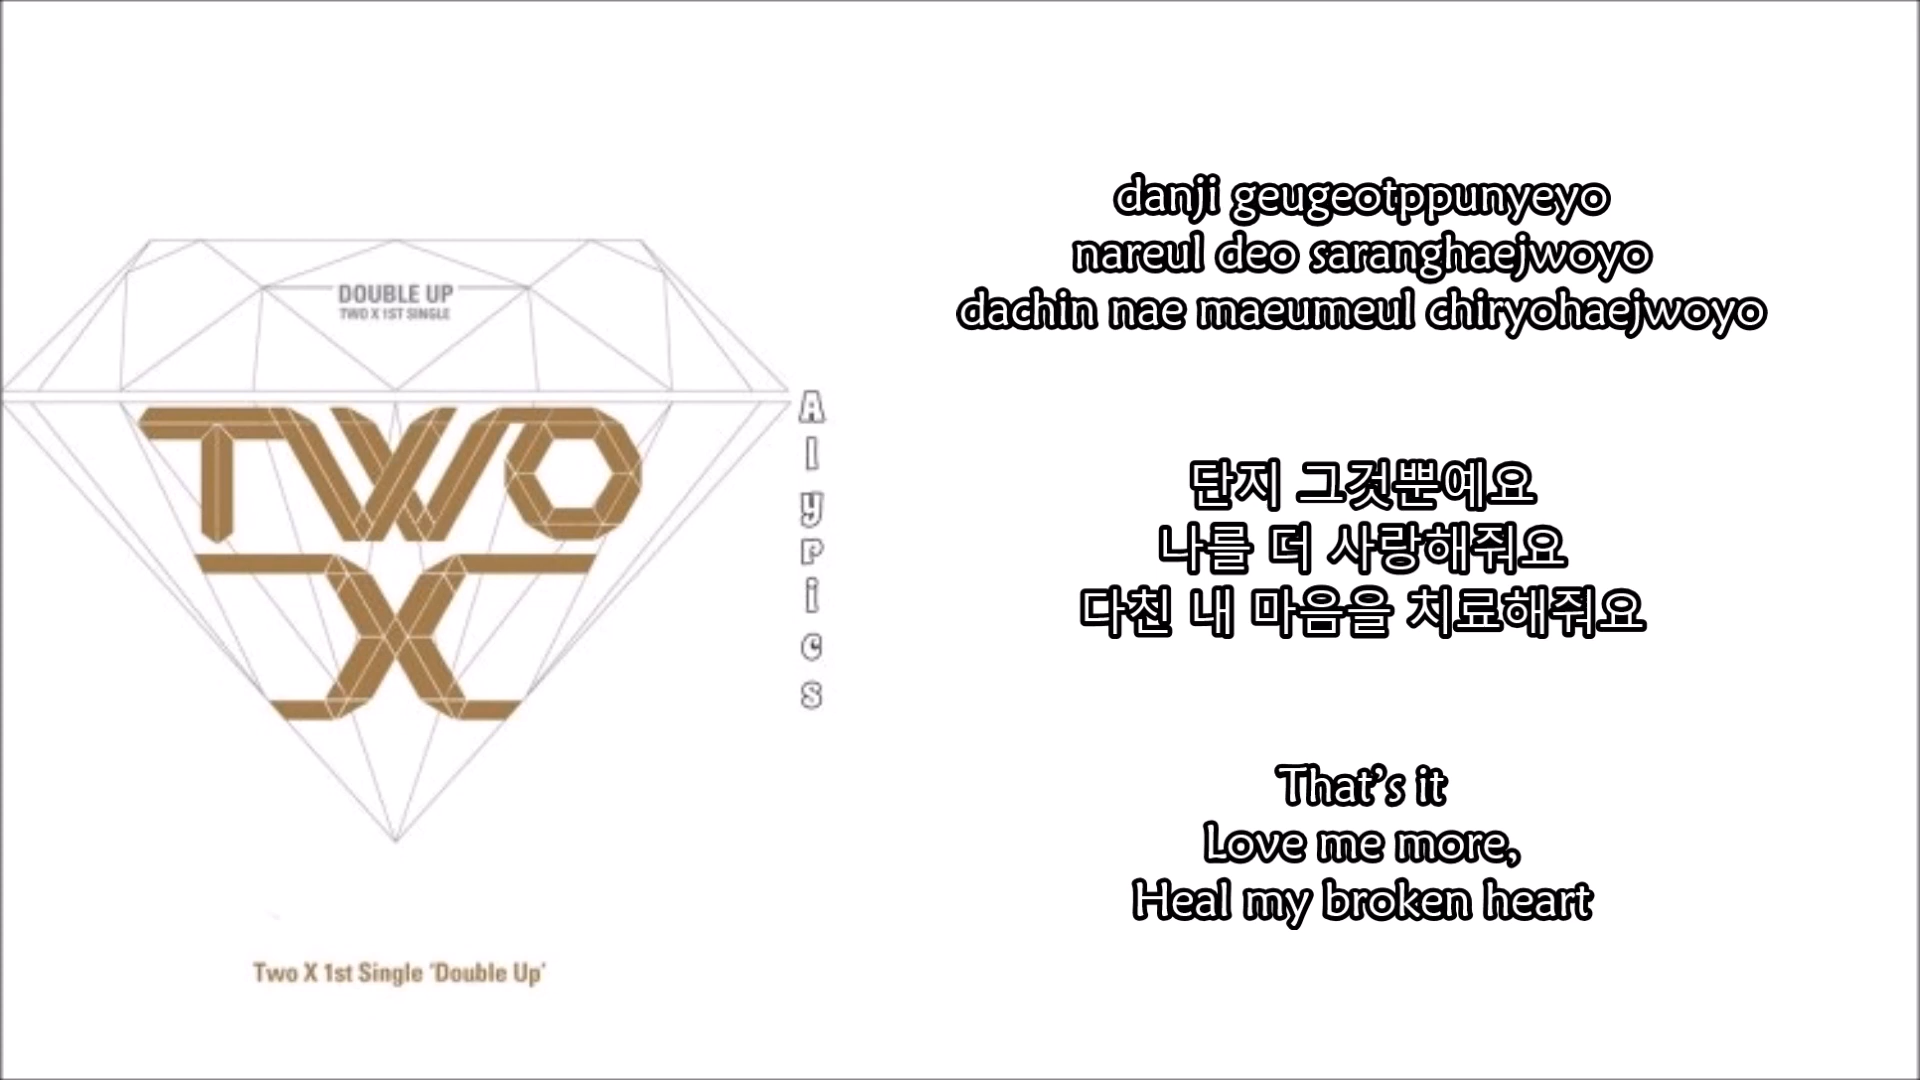 DOUBLE UP
TWO X 1ST SINGLE
TWO
X
Two X 1st Single 'Double Up'
Alypics
danji geugeotppunyeyo
nareul deo saranghaejwoyo
dachin nae maeumeul chiryohaejwoyo
단지 그것뿐예요
나를 더 사랑해줘요
다친 내 마음을 치료해줘요
That's it
Love me more,
Heal my broken heart